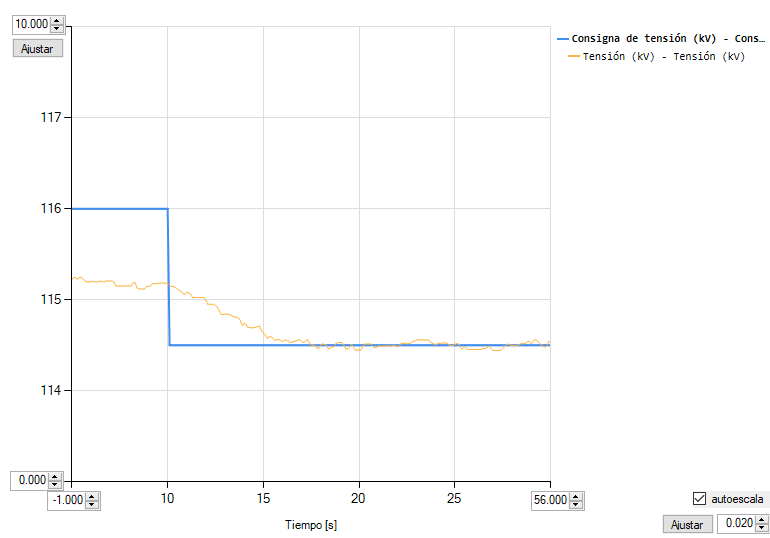 10.000
Ajustar
Consigna de tensión (kV) - Cons…
Tensión (kV) - Tensión (kV)
117
116
115
114
0.000
-1.000
10
15
20
25
56.000
autoescala
Tiempo [s]
Ajustar
0.020